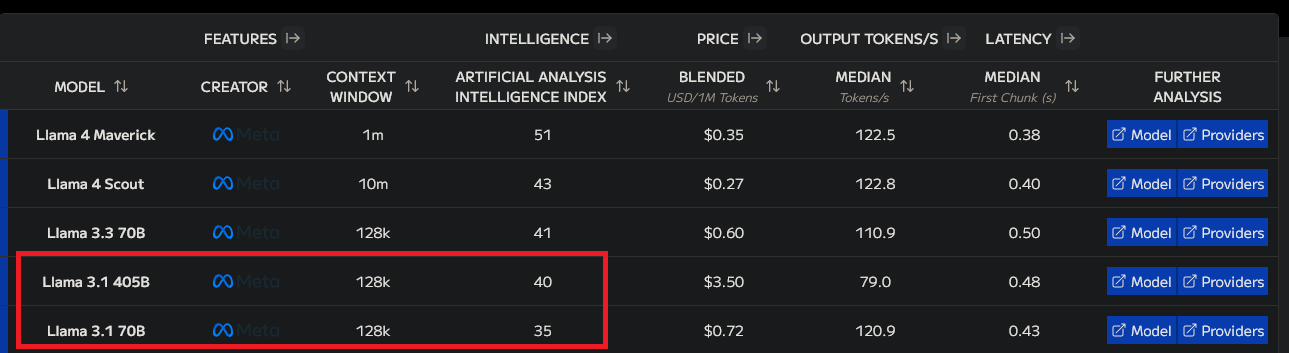 FEATURES INTELLIGENCE PRICE OUTPUT TOKENS/S LATENCY
MODEL CREATOR CONTEXT WINDOW ARTIFICIAL ANALYSIS INTELLIGENCE INDEX BLENDED USD/1M Tokens MEDIAN Tokens/s MEDIAN First Chunk (s) FURTHER ANALYSIS
Llama 4 Maverick Meta 1m 51 $0.35 122.5 0.38 Model Providers
Llama 4 Scout Meta 10m 43 $0.27 122.8 0.40 Model Providers
Llama 3.3 70B Meta 128k 41 $0.60 110.9 0.50 Model Providers
Llama 3.1 405B Meta 128k 40 $3.50 79.0 0.48 Model Providers
Llama 3.1 70B Meta 128k 35 $0.72 120.9 0.43 Model Providers